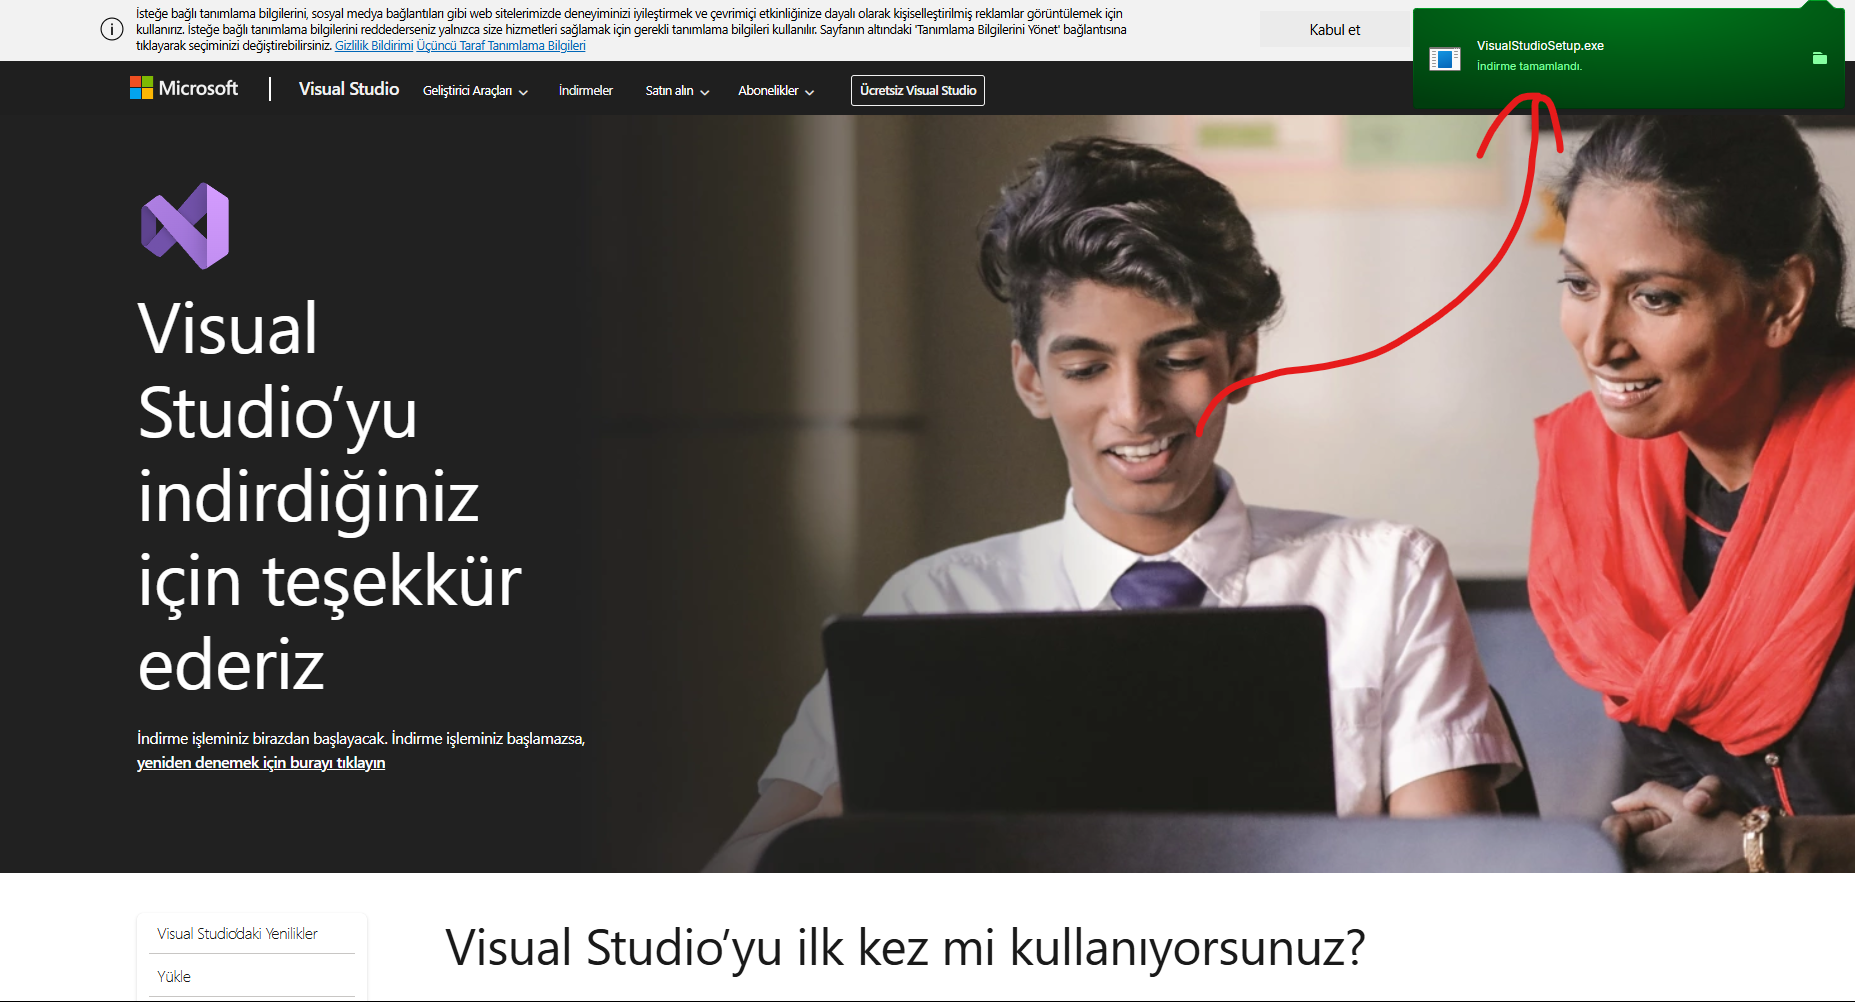 İsteğe bağlı tanımlama bilgilerini, sosyal medya bağlantıları gibi web sitelerimizde deneyiminizi iyileştirmek ve çevrimiçi etkinliğinize dayalı olarak kişiselleştirilmiş reklamlar görüntülemek için
kullanırız. İsteğe bağlı tanımlama bilgilerini reddederseniz yalnızca size hizmetleri sağlamak için gerekli tanımlama bilgileri kullanılır. Sayfanın altındaki 'Tanımlama Bilgilerini Yönet' bağlantısına
tıklayarak seçiminizi değiştirebilirsiniz. Gizlilik Bildirimi Üçüncü Taraf Tanımlama Bilgileri
Kabul et
VisualStudioSetup.exe
İndirme tamamlandı.
Microsoft
Visual Studio
Geliştirici Araçları
İndirmeler
Satın alın
Abonelikler
Ücretsiz Visual Studio
Visual
Studio’yu
indirdiğiniz
için teşekkür
ederiz
İndirme işleminiz birazdan başlayacak. İndirme işleminiz başlamazsa,
yeniden denemek için burayı tıklayın
Visual Studio'daki Yenilikler
Yükle
Visual Studio’yu ilk kez mi kullanıyorsunuz?